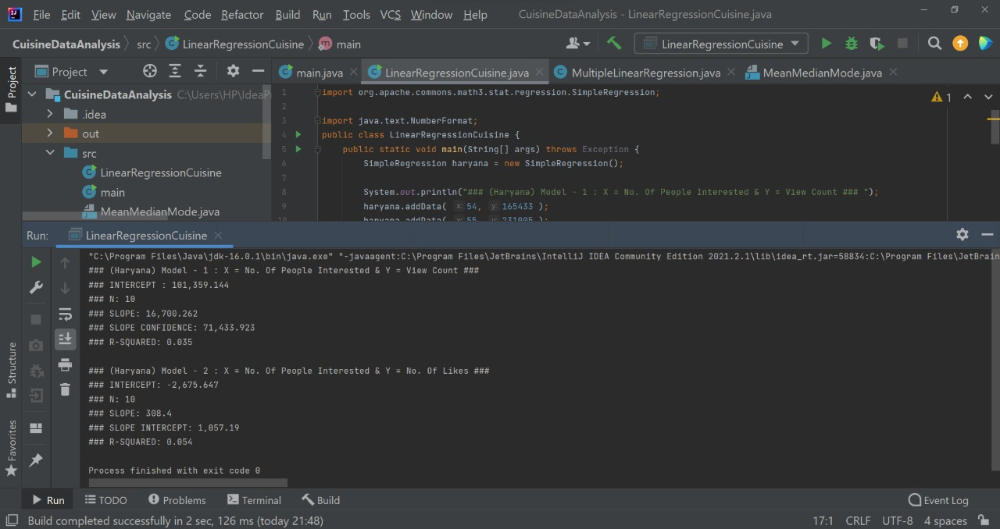 File Edit View Navigate Code Refactor Build Run Tools VCS Window Help CuisineDataAnalysis - LinearRegressionCuisine.java
CuisineDataAnalysis src LinearRegressionCuisine main LinearRegressionCuisine
Project
Project
main.java LinearRegressionCuisine.java MultipleLinearRegression.java MeanMedianMode.java
CuisineDataAnalysis C:\Users\HP\IdeaP
.idea
out
src
LinearRegressionCuisine
main
MeanMedianMode.java
1 import org.apache.commons.math3.stat.regression.SimpleRegression;
2
3 import java.text.NumberFormat;
4 public class LinearRegressionCuisine {
5 public static void main(String[] args) throws Exception {
6 SimpleRegression haryana = new SimpleRegression();
7
8 System.out.println("### (Haryana) Model - 1 : X = No. Of People Interested & Y = View Count ### ");
9 haryana.addData( x: 54, y: 165433 );
10 haryana.addData( x: 55, y: 231005 );
1
Run: LinearRegressionCuisine
"C:\Program Files\Java\jdk-16.0.1\bin\java.exe" "-javaagent:C:\Program Files\JetBrains\IntelliJ IDEA Community Edition 2021.2.1\lib\idea_rt.jar=58834:C:\Program Files\JetBrain
### (Haryana) Model - 1 : X = No. Of People Interested & Y = View Count ###
### INTERCEPT : 101,359.144
### N: 10
### SLOPE: 16,700.262
### SLOPE CONFIDENCE: 71,433.923
### R-SQUARED: 0.035
### (Haryana) Model - 2 : X = No. Of People Interested & Y = No. Of Likes ###
### INTERCEPT: -2,675.647
### N: 10
### SLOPE: 308.4
### SLOPE INTERCEPT: 1,057.19
### R-SQUARED: 0.054
Process finished with exit code 0
Structure
Favorites
Run TODO Problems Terminal Build Event Log
Build completed successfully in 2 sec, 126 ms (today 21:48) 17:1 CRLF UTF-8 4 spaces